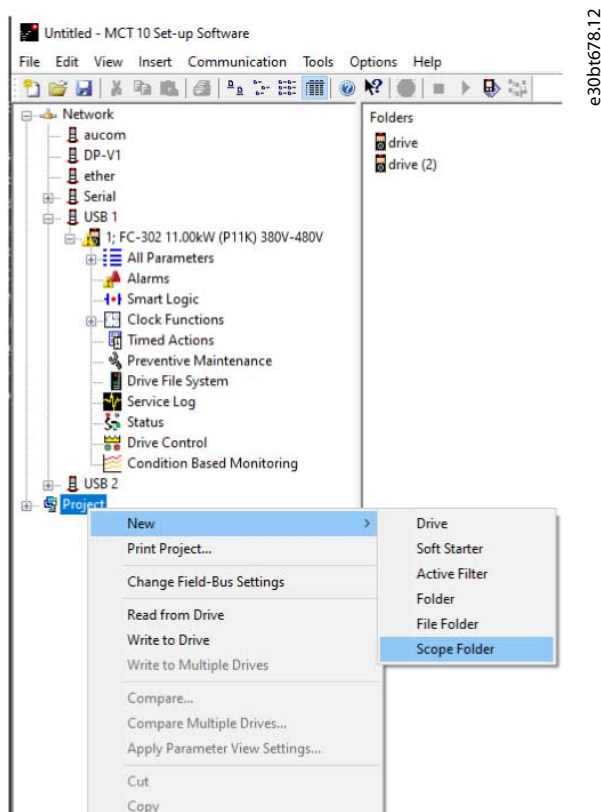 e30bt678.12
Untitled - MCT 10 Set-up Software
File Edit View Insert Communication Tools Options Help
Network
aucom
DP-V1
ether
Serial
USB 1
1; FC-302 11.00kW (P11K) 380V-480V
All Parameters
Alarms
Smart Logic
Clock Functions
Timed Actions
Preventive Maintenance
Drive File System
Service Log
Status
Drive Control
Condition Based Monitoring
USB 2
Project
Folders
drive
drive (2)
New
Print Project...
Change Field-Bus Settings
Read from Drive
Write to Drive
Write to Multiple Drives
Compare...
Compare Multiple Drives...
Apply Parameter View Settings...
Cut
Copy
Drive
Soft Starter
Active Filter
Folder
File Folder
Scope Folder